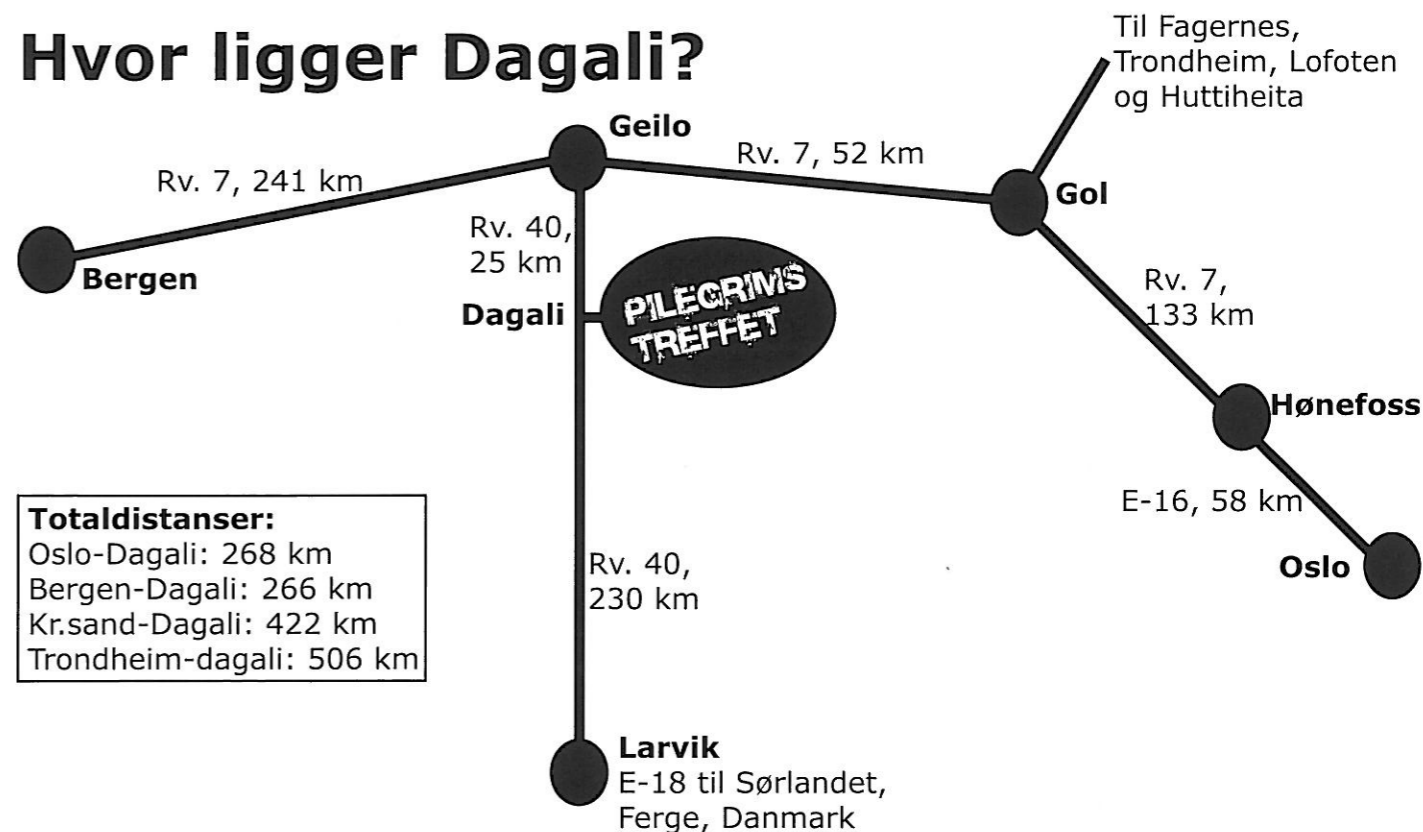 Hvor ligger Dagali?
Til Fagernes,
Trondheim, Lofoten
og Huttiheita
Geilo
Rv. 7, 52 km
Rv. 7, 241 km
Gol
Rv. 40,
25 km
Bergen
Rv. 7,
133 km
Dagali
PILEGRIMS
TREFFET
Hønefoss
E-16, 58 km
Oslo
Totaldistanser:
Oslo-Dagali: 268 km
Bergen-Dagali: 266 km
Kr.sand-Dagali: 422 km
Trondheim-dagali: 506 km
Rv. 40,
230 km
Larvik
E-18 til Sørlandet,
Ferge, Danmark